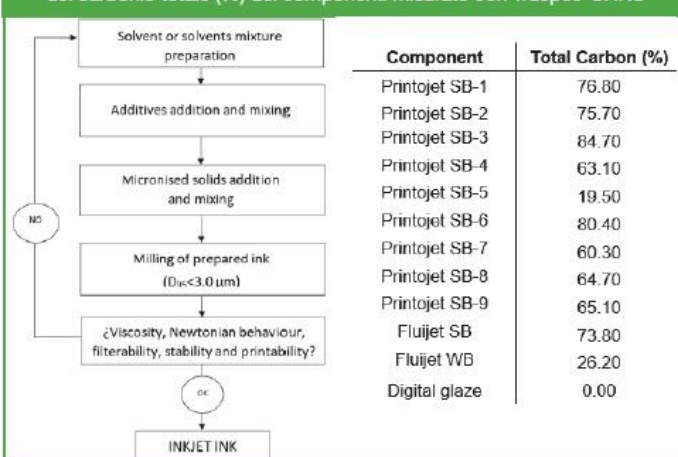 Solvent or solvents mixture
preparation
Additives addition and mixing
Micronised solids addition
and mixing
NO
Milling of prepared ink
(D₉₅<3.0 µm)
¿Viscosity, Newtonian behaviour,
filterability, stability and printability?
OK
INKJET INK
Component Total Carbon (%)
Printojet SB-1 76.80
Printojet SB-2 75.70
Printojet SB-3 84.70
Printojet SB-4 63.10
Printojet SB-5 19.50
Printojet SB-6 80.40
Printojet SB-7 60.30
Printojet SB-8 64.70
Printojet SB-9 65.10
Fluijet SB 73.80
Fluijet WB 26.20
Digital glaze 0.00